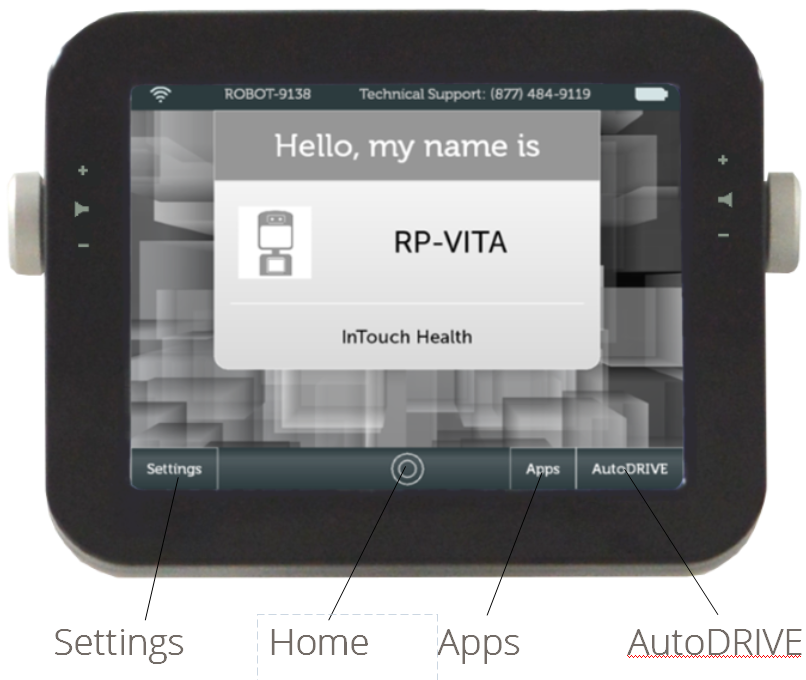 ROBOT-9138 Technical Support: (877) 484-9119
Hello, my name is
RP-VITA
InTouch Health
+ +
- -
Settings Apps AutoDRIVE
Settings Home Apps AutoDRIVE